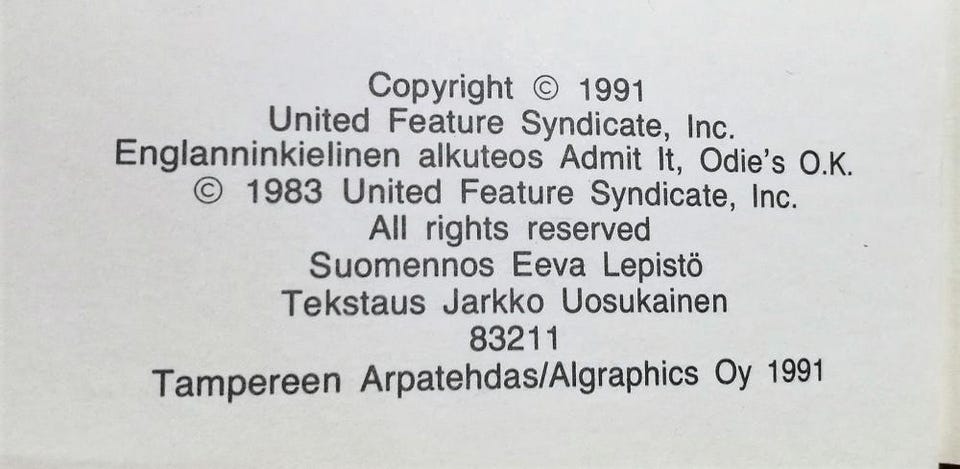 Copyright © 1991
United Feature Syndicate, Inc.
Englanninkielinen alkuteos Admit It, Odie's O.K.
© 1983 United Feature Syndicate, Inc.
All rights reserved
Suomennos Eeva Lepistö
Tekstaus Jarkko Uosukainen
83211
Tampereen Arpatehdas/Algraphics Oy 1991